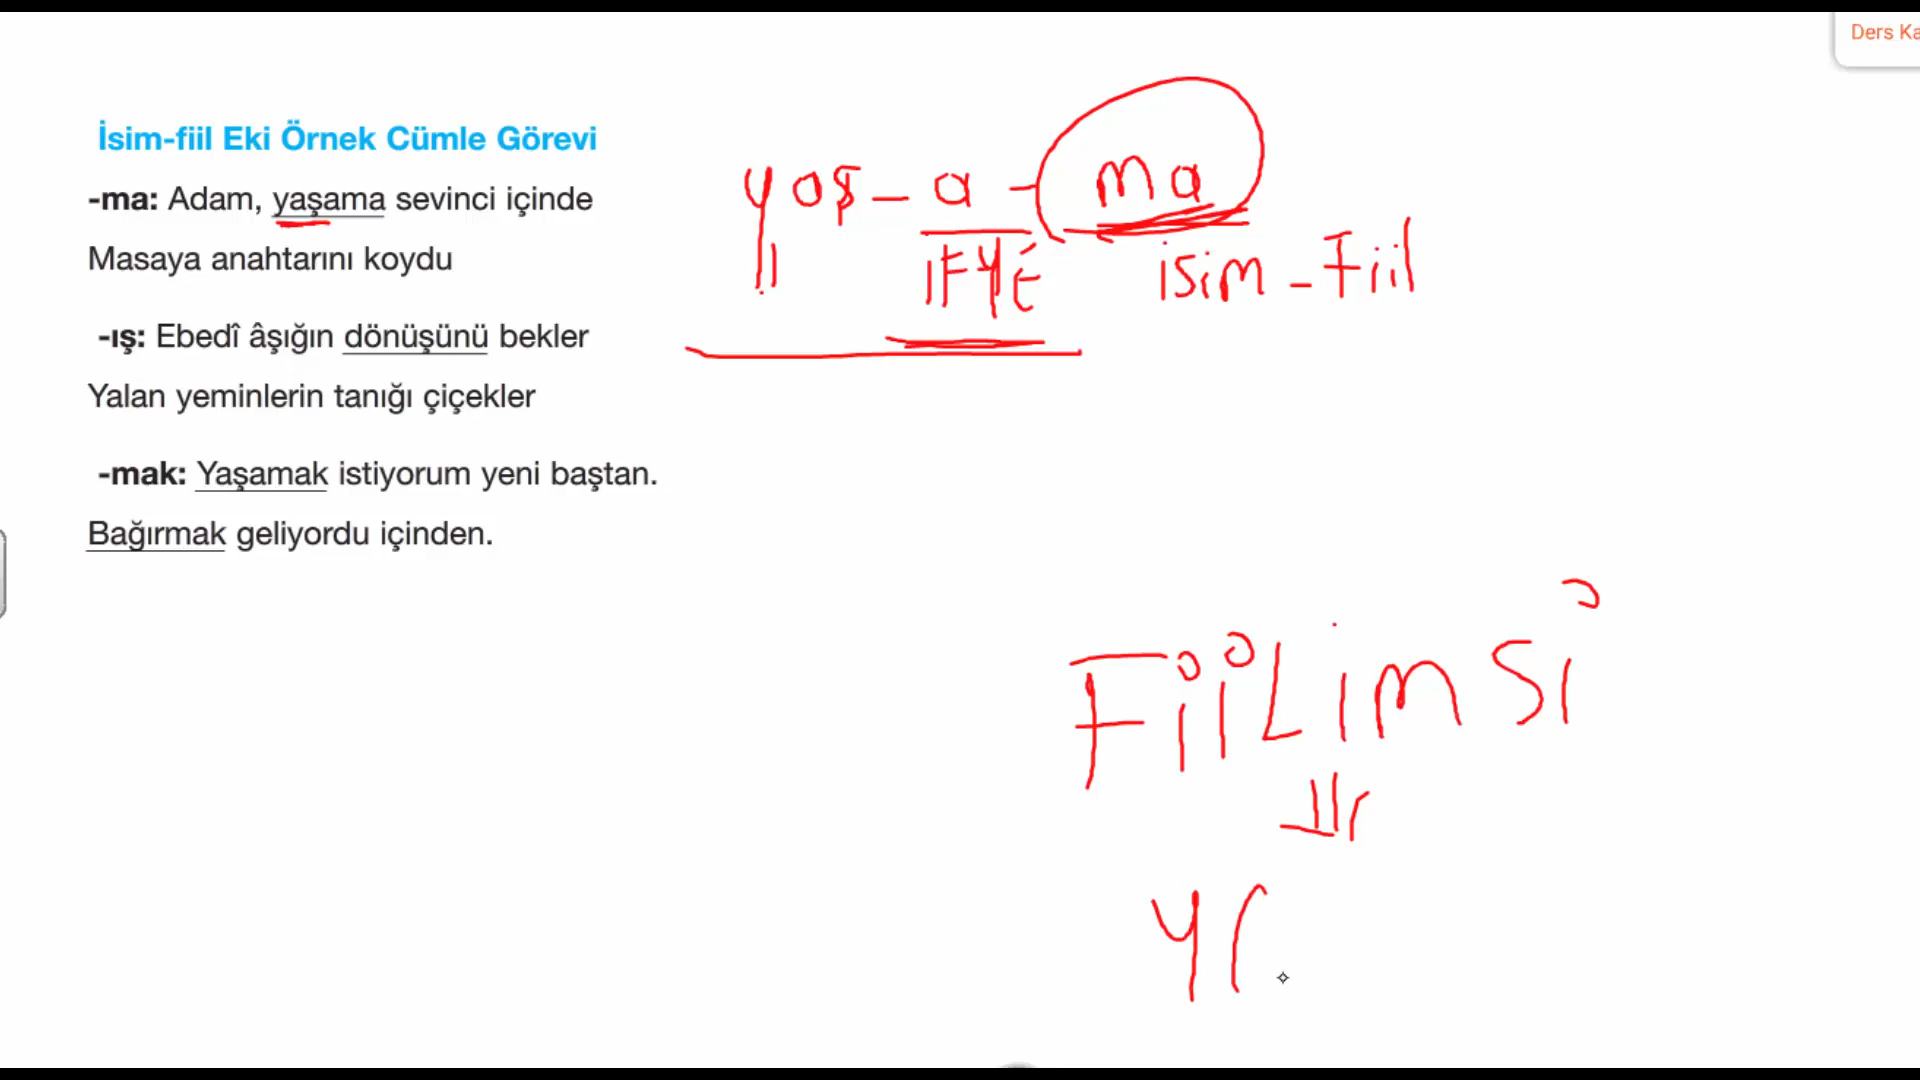 Ders Ka
İsim-fiil Eki Örnek Cümle Görevi
-ma: Adam, yaşama sevinci içinde
Masaya anahtarını koydu
-ış: Ebedî âşığın dönüşünü bekler
Yalan yeminlerin tanığı çiçekler
-mak: Yaşamak istiyorum yeni baştan.
Bağırmak geliyordu içinden.
yaş - a - ma
İFYE isim - Fiil
FiiLimsi